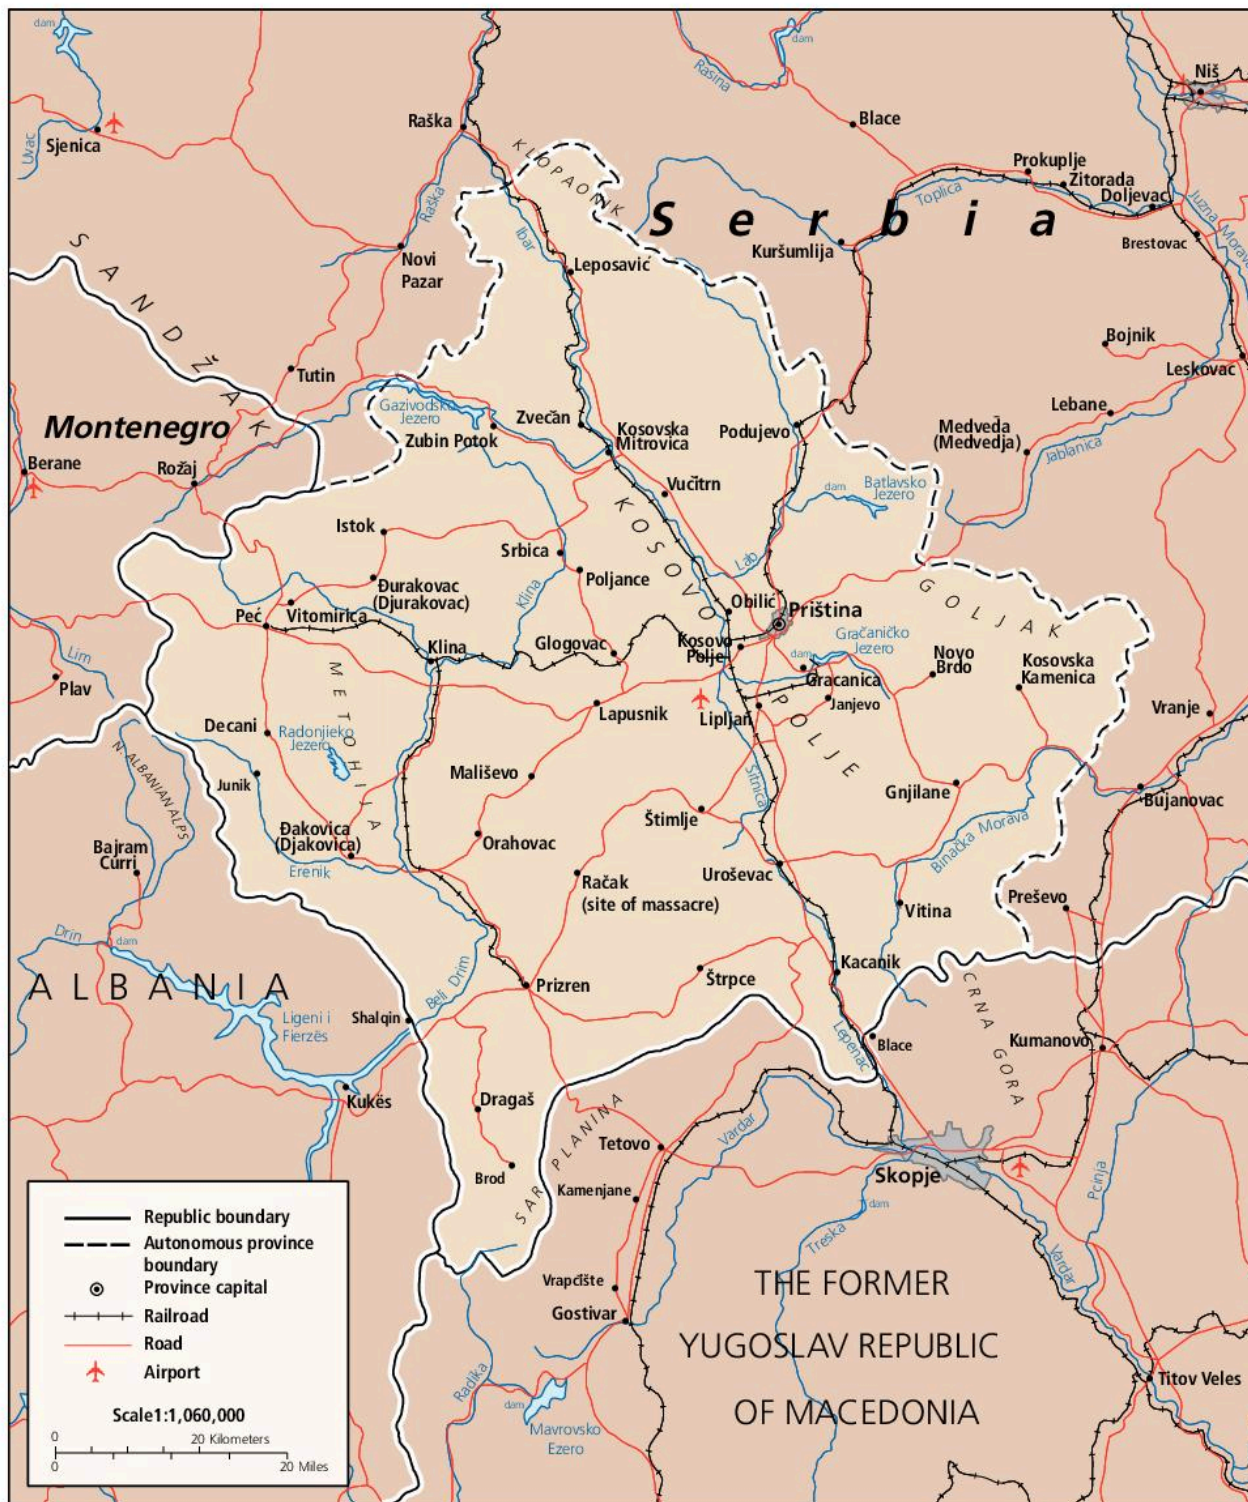 dam
dam
Rasina
Niš
Uvac
Sjenica
Raška
Blace
KLOPAONIK
Prokuplje
Zitorada
Doljevac
Toplica
Juzna Morava
Raška
Ibar
Serbia
Brestovac
Kuršumlija
Novi
Pazar
SANDŽAK
Leposavić
Bojnik
Leskovac
Tutin
Gazivodsko
Jezero
Zvečan
Kosovska
Mitrovica
Podujevo
Lebane
Medveđa
(Medvedja)
Jablanica
Montenegro
Zubin Potok
Berane
Rožaj
Vučitrn
dam
Batlavsko
Jezero
Istok
KOSOVO
Srbica
Poljance
Lab
Đurakovac
(Djurakovac)
Klina
GOLJAK
Peć
Vitomirica
Obilić
Priština
Gračaničko
Jezero
Klina
Glogovac
Kosovo
Polje
dam
Novo
Brdo
Kosovska
Kamenica
Lim
Plav
METOHIJA
Gracanica
Lapusnik
Lipljan
Janjevo
POLJE
Vranje
Decani
Radonjieko
Jezero
N. ALBANIAN ALPS
Junik
Mališevo
Sitnica
Gnjilane
Bujanovac
Štimlje
Binačka Morava
Đakovica
(Djakovica)
Orahovac
Bajram
Curri
Erenik
Uroševac
Račak
(site of massacre)
Vitina
Preševo
Drin
dam
ALBANIA
Beli Drim
Prizren
Štrpce
Kacanik
CRNA GORA
Ligeni i
Fierzës
Shalqin
Lepenac
Blace
Kumanovo
Kukës
Dragaš
SAR PLANINA
Vardar
Tetovo
Brod
Kamenjane
Skopje
Pcinja
dam
Treska
Vardar
Republic boundary
Autonomous province
boundary
Province capital
Railroad
Road
Airport
Scale1:1,060,000
0 20 Kilometers
0 20 Miles
Vrapčište
Gostivar
THE FORMER
YUGOSLAV REPUBLIC
OF MACEDONIA
Radika
dam
Mavrovsko
Ezero
Titov Veles